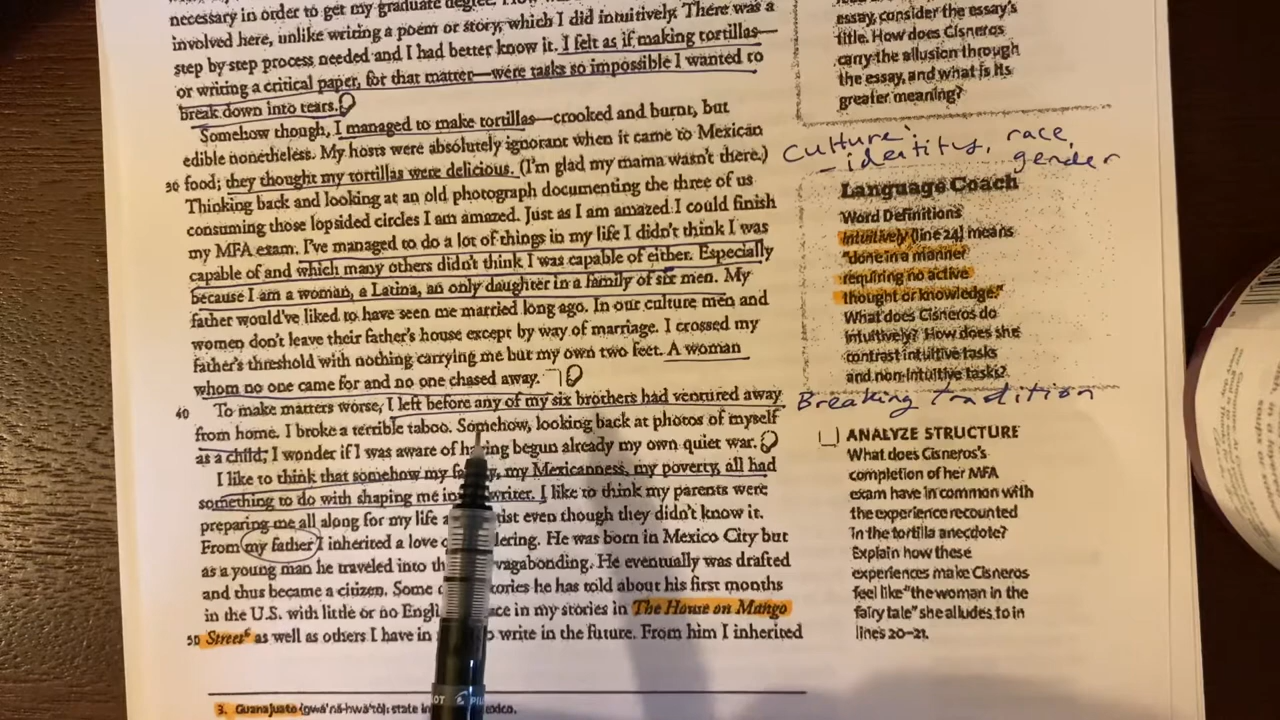 necessary in order to get my graduate degree.
involved here, unlike writing a poem or story, which I did intuitively. There was a
step by step process needed and I had better know it. I felt as if making tortillas—
or writing a critical paper, for that matter—were tasks so impossible I wanted to
break down into tears.
Somehow though, I managed to make tortillas—crooked and burnt, but
edible nonetheless. My hosts were absolutely ignorant when it came to Mexican
30 food; they thought my tortillas were delicious. (I'm glad my mama wasn't there.)
Thinking back and looking at an old photograph documenting the three of us
consuming those lopsided circles I am amazed. Just as I am amazed I could finish
my MFA exam. I've managed to do a lot of things in my life I didn't think I was
capable of and which many others didn't think I was capable of either. Especially
because I am a woman, a Latina, an only daughter in a family of six men. My
father would've liked to have seen me married long ago. In our culture men and
women don't leave their father's house except by way of marriage. I crossed my
father's threshold with nothing carrying me but my own two feet. A woman
whom no one came for and no one chased away.
40 To make matters worse, I left before any of my six brothers had ventured away
from home. I broke a terrible taboo. Somehow, looking back at photos of myself
as a child, I wonder if I was aware of having begun already my own quiet war.
I like to think that somehow my family, my Mexicanness, my poverty, all had
something to do with shaping me into writer. I like to think my parents were
preparing me all along for my life even though they didn't know it.
From my father I inherited a love He was born in Mexico City but
as a young man he traveled into vagabonding. He eventually was drafted
and thus became a citizen. Some he has told about his first months
in the U.S. with little or no in my stories in The House on Mango
50 Street⁶ as well as others I have in write in the future. From him I inherited
3. Guanajuato (gwä'nä-hwä'tô): state in
essay, consider the essay's
title. How does Cisneros
carry the allusion through
the essay, and what is its
greater meaning?
Culture:
- identity, race,
gender
Language Coach
Word Definitions
Intuitively (line 24) means
"done in a manner
requiring no active
thought or knowledge."
What does Cisneros do
intuitively? How does she
contrast intuitive tasks
and non-intuitive tasks?
Breaking tradition
ANALYZE STRUCTURE
What does Cisneros's
completion of her MFA
exam have in common with
the experience recounted
in the tortilla anecdote?
Explain how these
experiences make Cisneros
feel like "the woman in the
fairy tale" she alludes to in
lines 20–21.